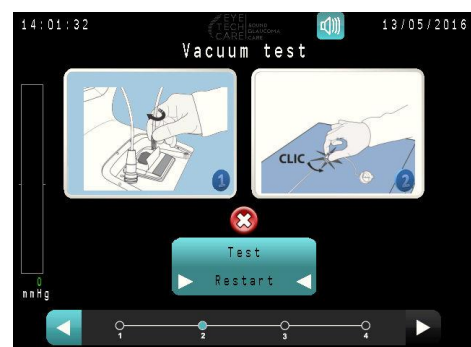 14:01:32
EYE TECH CARE
SOUND GLAUCOMA CARE
13/05/2016
Vacuum test
1
CLIC
2
Test
Restart
0
mmHg
1 2 3 4